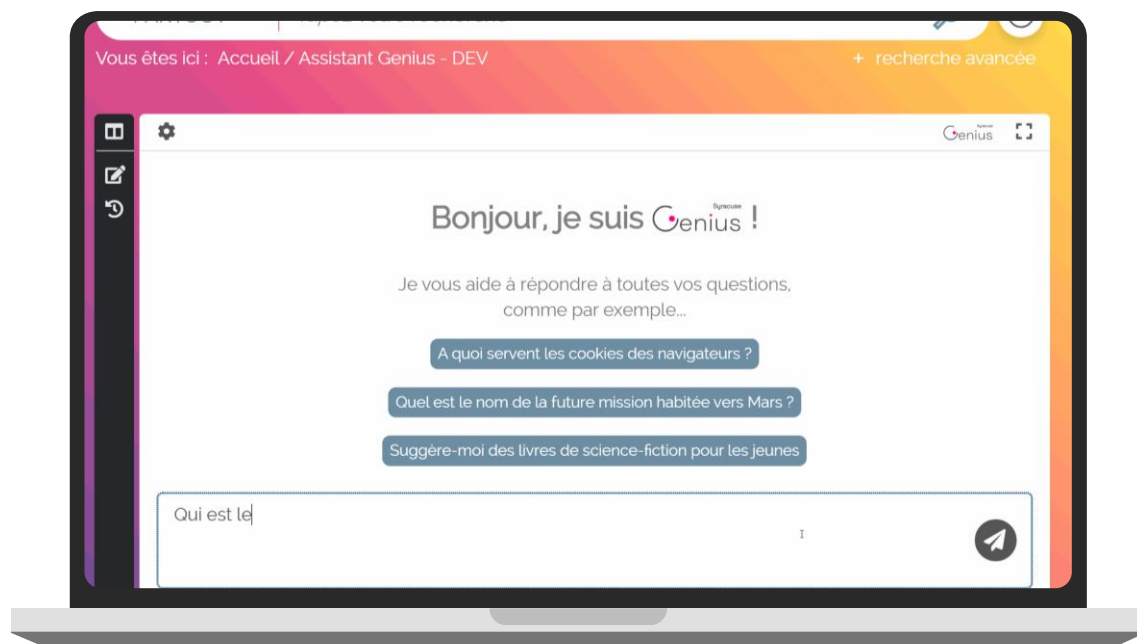 Vous êtes ici : Accueil / Assistant Genius - DEV
+ recherche avancée
Syracuse Genius
Bonjour, je suis Syracuse Genius !
Je vous aide à répondre à toutes vos questions,
comme par exemple...
A quoi servent les cookies des navigateurs ?
Quel est le nom de la future mission habitée vers Mars ?
Suggère-moi des livres de science-fiction pour les jeunes
Qui est le